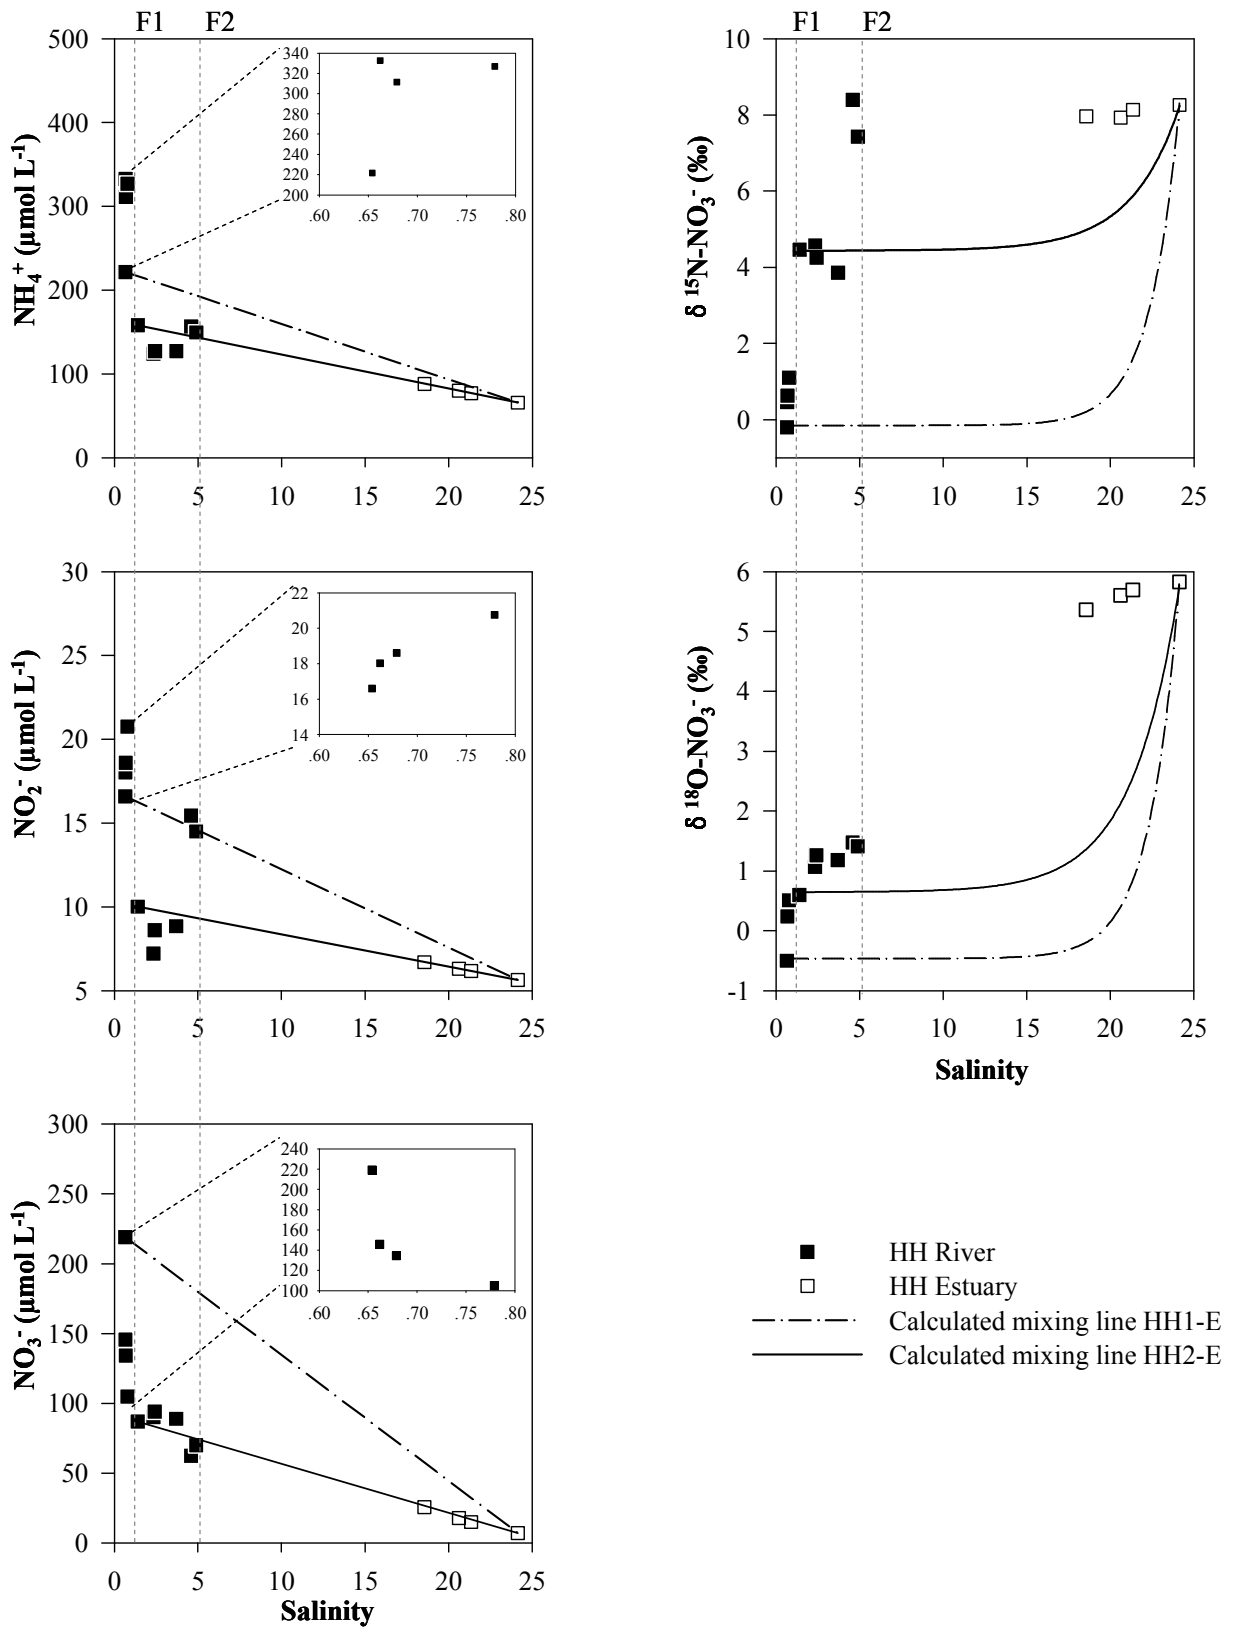 F1 F2
500
400
300
200
100
0
NH₄⁺ (µmol L⁻¹)
340
320
300
280
260
240
220
200
.60 .65 .70 .75 .80
0 5 10 15 20 25
F1 F2
10
8
6
4
2
0
δ ¹⁵N-NO₃⁻ (‰)
0 5 10 15 20 25
30
25
20
15
10
5
NO₂⁻ (µmol L⁻¹)
22
20
18
16
14
.60 .65 .70 .75 .80
0 5 10 15 20 25
6
5
4
3
2
1
0
-1
δ ¹⁸O-NO₃⁻ (‰)
0 5 10 15 20 25
Salinity
300
250
200
150
100
50
0
NO₃⁻ (µmol L⁻¹)
240
220
200
180
160
140
120
100
.60 .65 .70 .75 .80
0 5 10 15 20 25
Salinity
HH River
HH Estuary
Calculated mixing line HH1-E
Calculated mixing line HH2-E